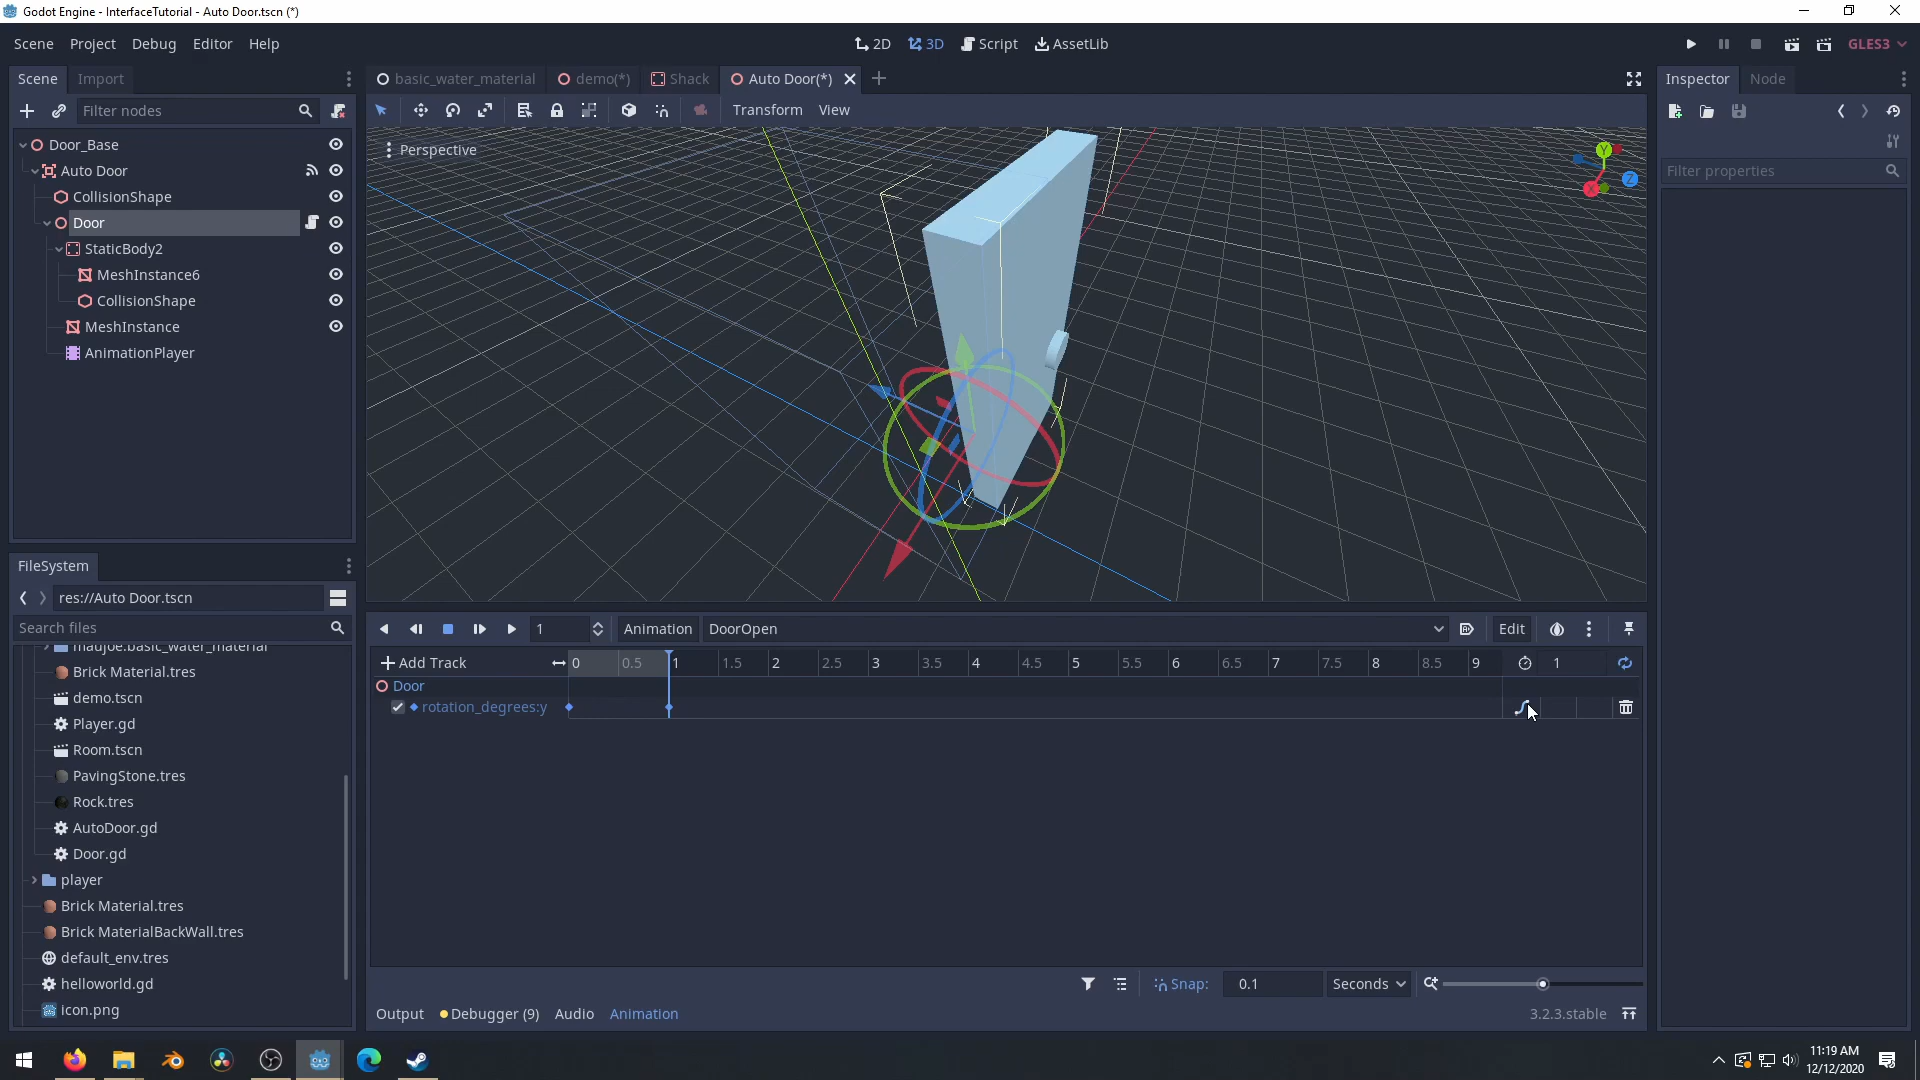 Godot Engine - InterfaceTutorial - Auto Door.tscn (*)
Scene Project Debug Editor Help
2D 3D Script AssetLib
GLES3
Scene Import
basic_water_material demo(*) Shack Auto Door(*)
Inspector Node
Filter nodes
Transform View
Perspective
Y
Z
X
Filter properties
Door_Base
Auto Door
CollisionShape
Door
StaticBody2
MeshInstance6
CollisionShape
MeshInstance
AnimationPlayer
FileSystem
res://Auto Door.tscn
Search files
maujoe.basic_water_material
Brick Material.tres
demo.tscn
Player.gd
Room.tscn
PavingStone.tres
Rock.tres
AutoDoor.gd
Door.gd
player
Brick Material.tres
Brick MaterialBackWall.tres
default_env.tres
helloworld.gd
icon.png
1 Animation DoorOpen Edit
Add Track 0 0.5 1 1.5 2 2.5 3 3.5 4 4.5 5 5.5 6 6.5 7 7.5 8 8.5 9 1
Door
rotation_degrees:y
Snap: 0.1 Seconds
Output Debugger (9) Audio Animation
3.2.3.stable
11:19 AM
12/12/2020